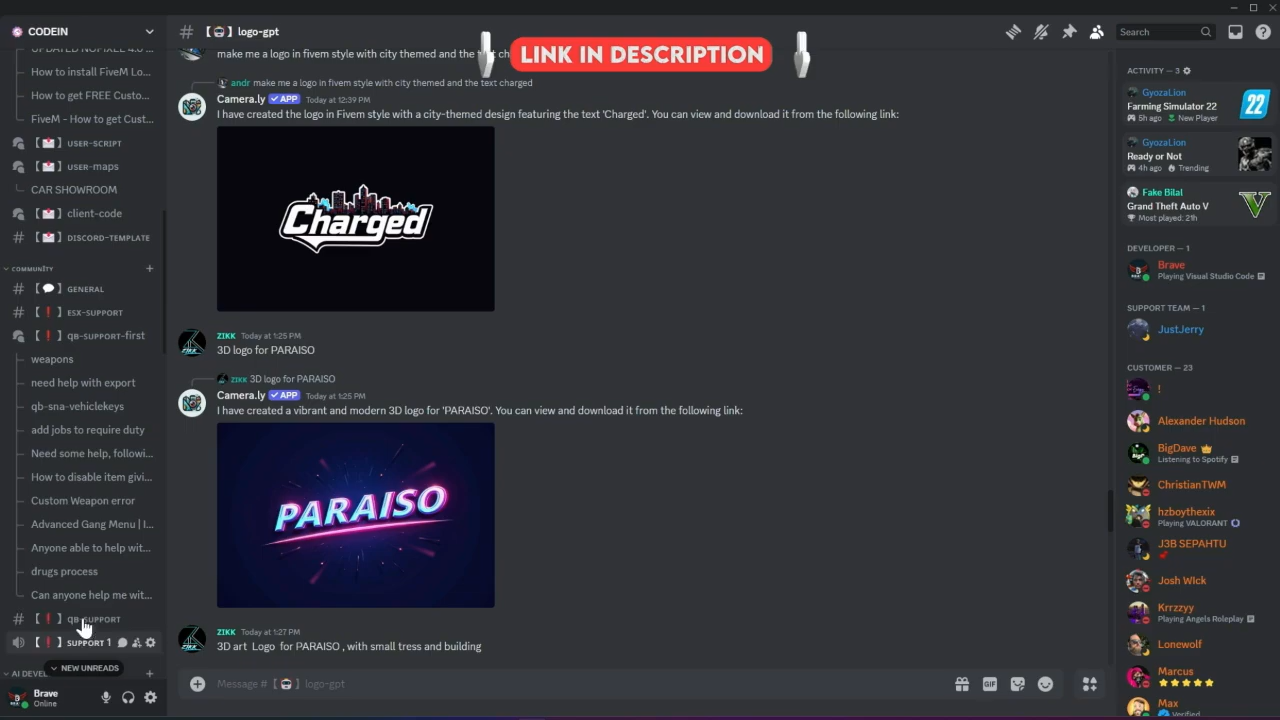 CODEIN
UPDATED NOPIXEL 4.0 ...
How to install FiveM Lo...
How to get FREE Custo...
FiveM - How to get Cust...
【 】 USER-SCRIPT
【 】 USER-maps
CAR SHOWROOM
【 】 client-code
# 【 】 DISCORD-TEMPLATE
COMMUNITY +
# 【 】 GENERAL
# 【❗】 ESX-SUPPORT
【❗】 QB-SUPPORT-first
weapons
need help with export
qb-sna-vehiclekeys
add jobs to require duty
Need some help, followi...
How to disable item givi...
Custom Weapon error
Advanced Gang Menu | I...
Anyone able to help wit...
drugs process
Can anyone help me wit...
# 【❗】 QB-SUPPORT
【❗】 SUPPORT 1
NEW UNREADS
AI DEVE +
Brave
Online
# 【 】 logo-gpt
LINK IN DESCRIPTION
make me a logo in fivem style with city themed and the text charged
andr make me a logo in fivem style with city themed and the text charged
Camera.ly ✓ APP Today at 12:39 PM
I have created the logo in Fivem style with a city-themed design featuring the text 'Charged'. You can view and download it from the following link:
Charged
ZIKK Today at 1:25 PM
3D logo for PARAISO
ZIKK 3D logo for PARAISO
Camera.ly ✓ APP Today at 1:25 PM
I have created a vibrant and modern 3D logo for 'PARAISO'. You can view and download it from the following link:
PARAISO
ZIKK Today at 1:27 PM
3D art Logo for PARAISO , with small tress and building
Message # 【 】 logo-gpt
GIF
Search
ACTIVITY — 3
GyozaLion
Farming Simulator 22
5h ago New Player
22
GyozaLion
Ready or Not
4h ago Trending
Fake Bilal
Grand Theft Auto V
Most played: 21h
V
DEVELOPER — 1
Brave
Playing Visual Studio Code
SUPPORT TEAM — 1
JustJerry
CUSTOMER — 23
!
Alexander Hudson
BigDave
Listening to Spotify
ChristianTWM
hzboythexix
Playing VALORANT
J3B SEPAHTU
Josh Wlck
Krrzzyy
Playing Angels Roleplay
Lonewolf
Marcus
Max
Verified